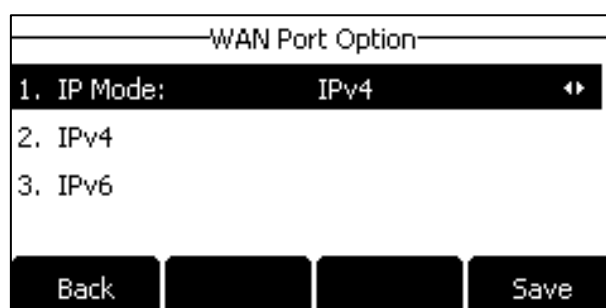 WAN Port Option
1. IP Mode: IPv4
2. IPv4
3. IPv6
Back Save